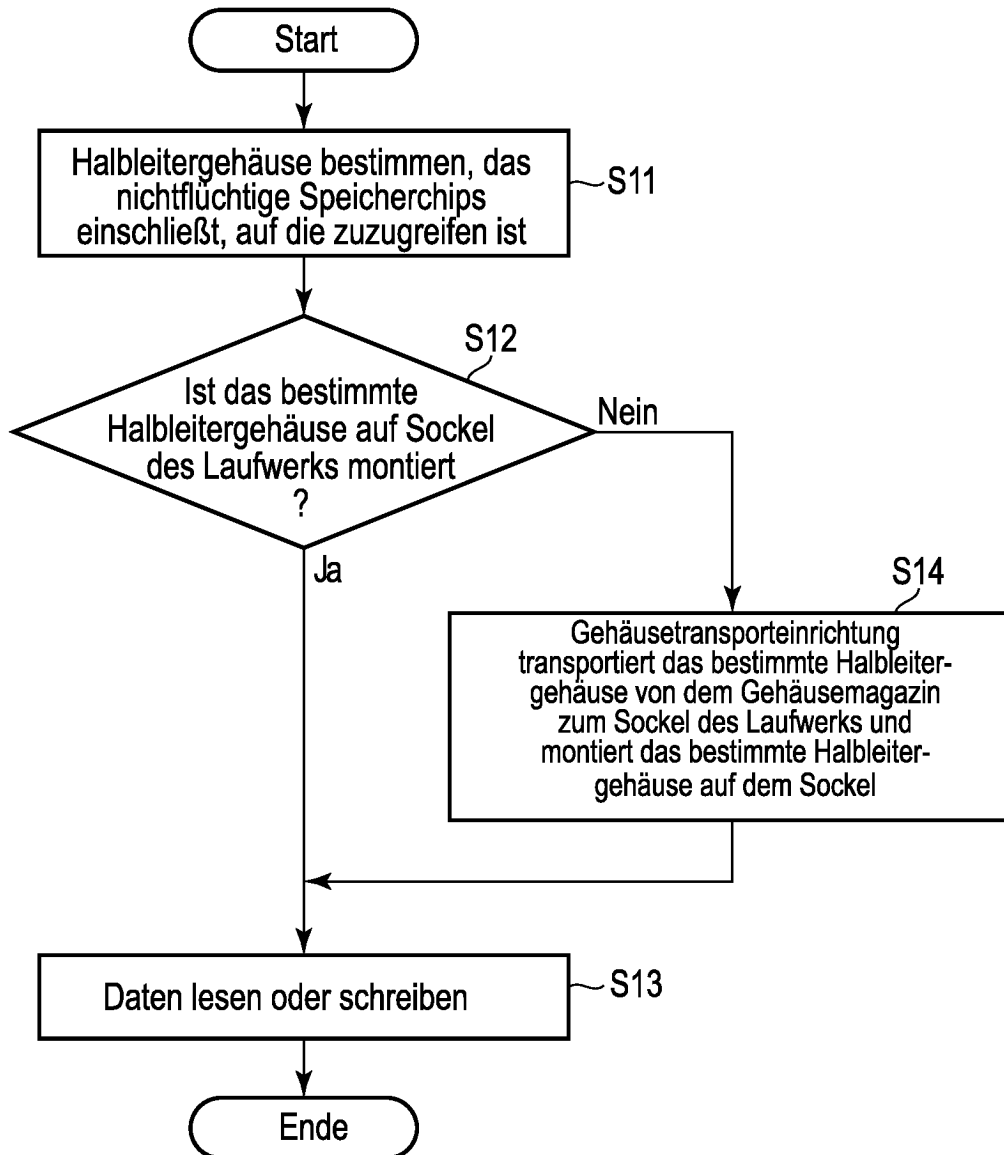 Start
Halbleitergehäuse bestimmen, das
nichtflüchtige Speicherchips
einschließt, auf die zuzugreifen ist
S11
S12
Ist das bestimmte
Halbleitergehäuse auf Sockel
des Laufwerks montiert
?
Nein
Ja
S14
Gehäusetransporteinrichtung
transportiert das bestimmte Halbleiter-
gehäuse von dem Gehäusemagazin
zum Sockel des Laufwerks und
montiert das bestimmte Halbleiter-
gehäuse auf dem Sockel
Daten lesen oder schreiben
S13
Ende